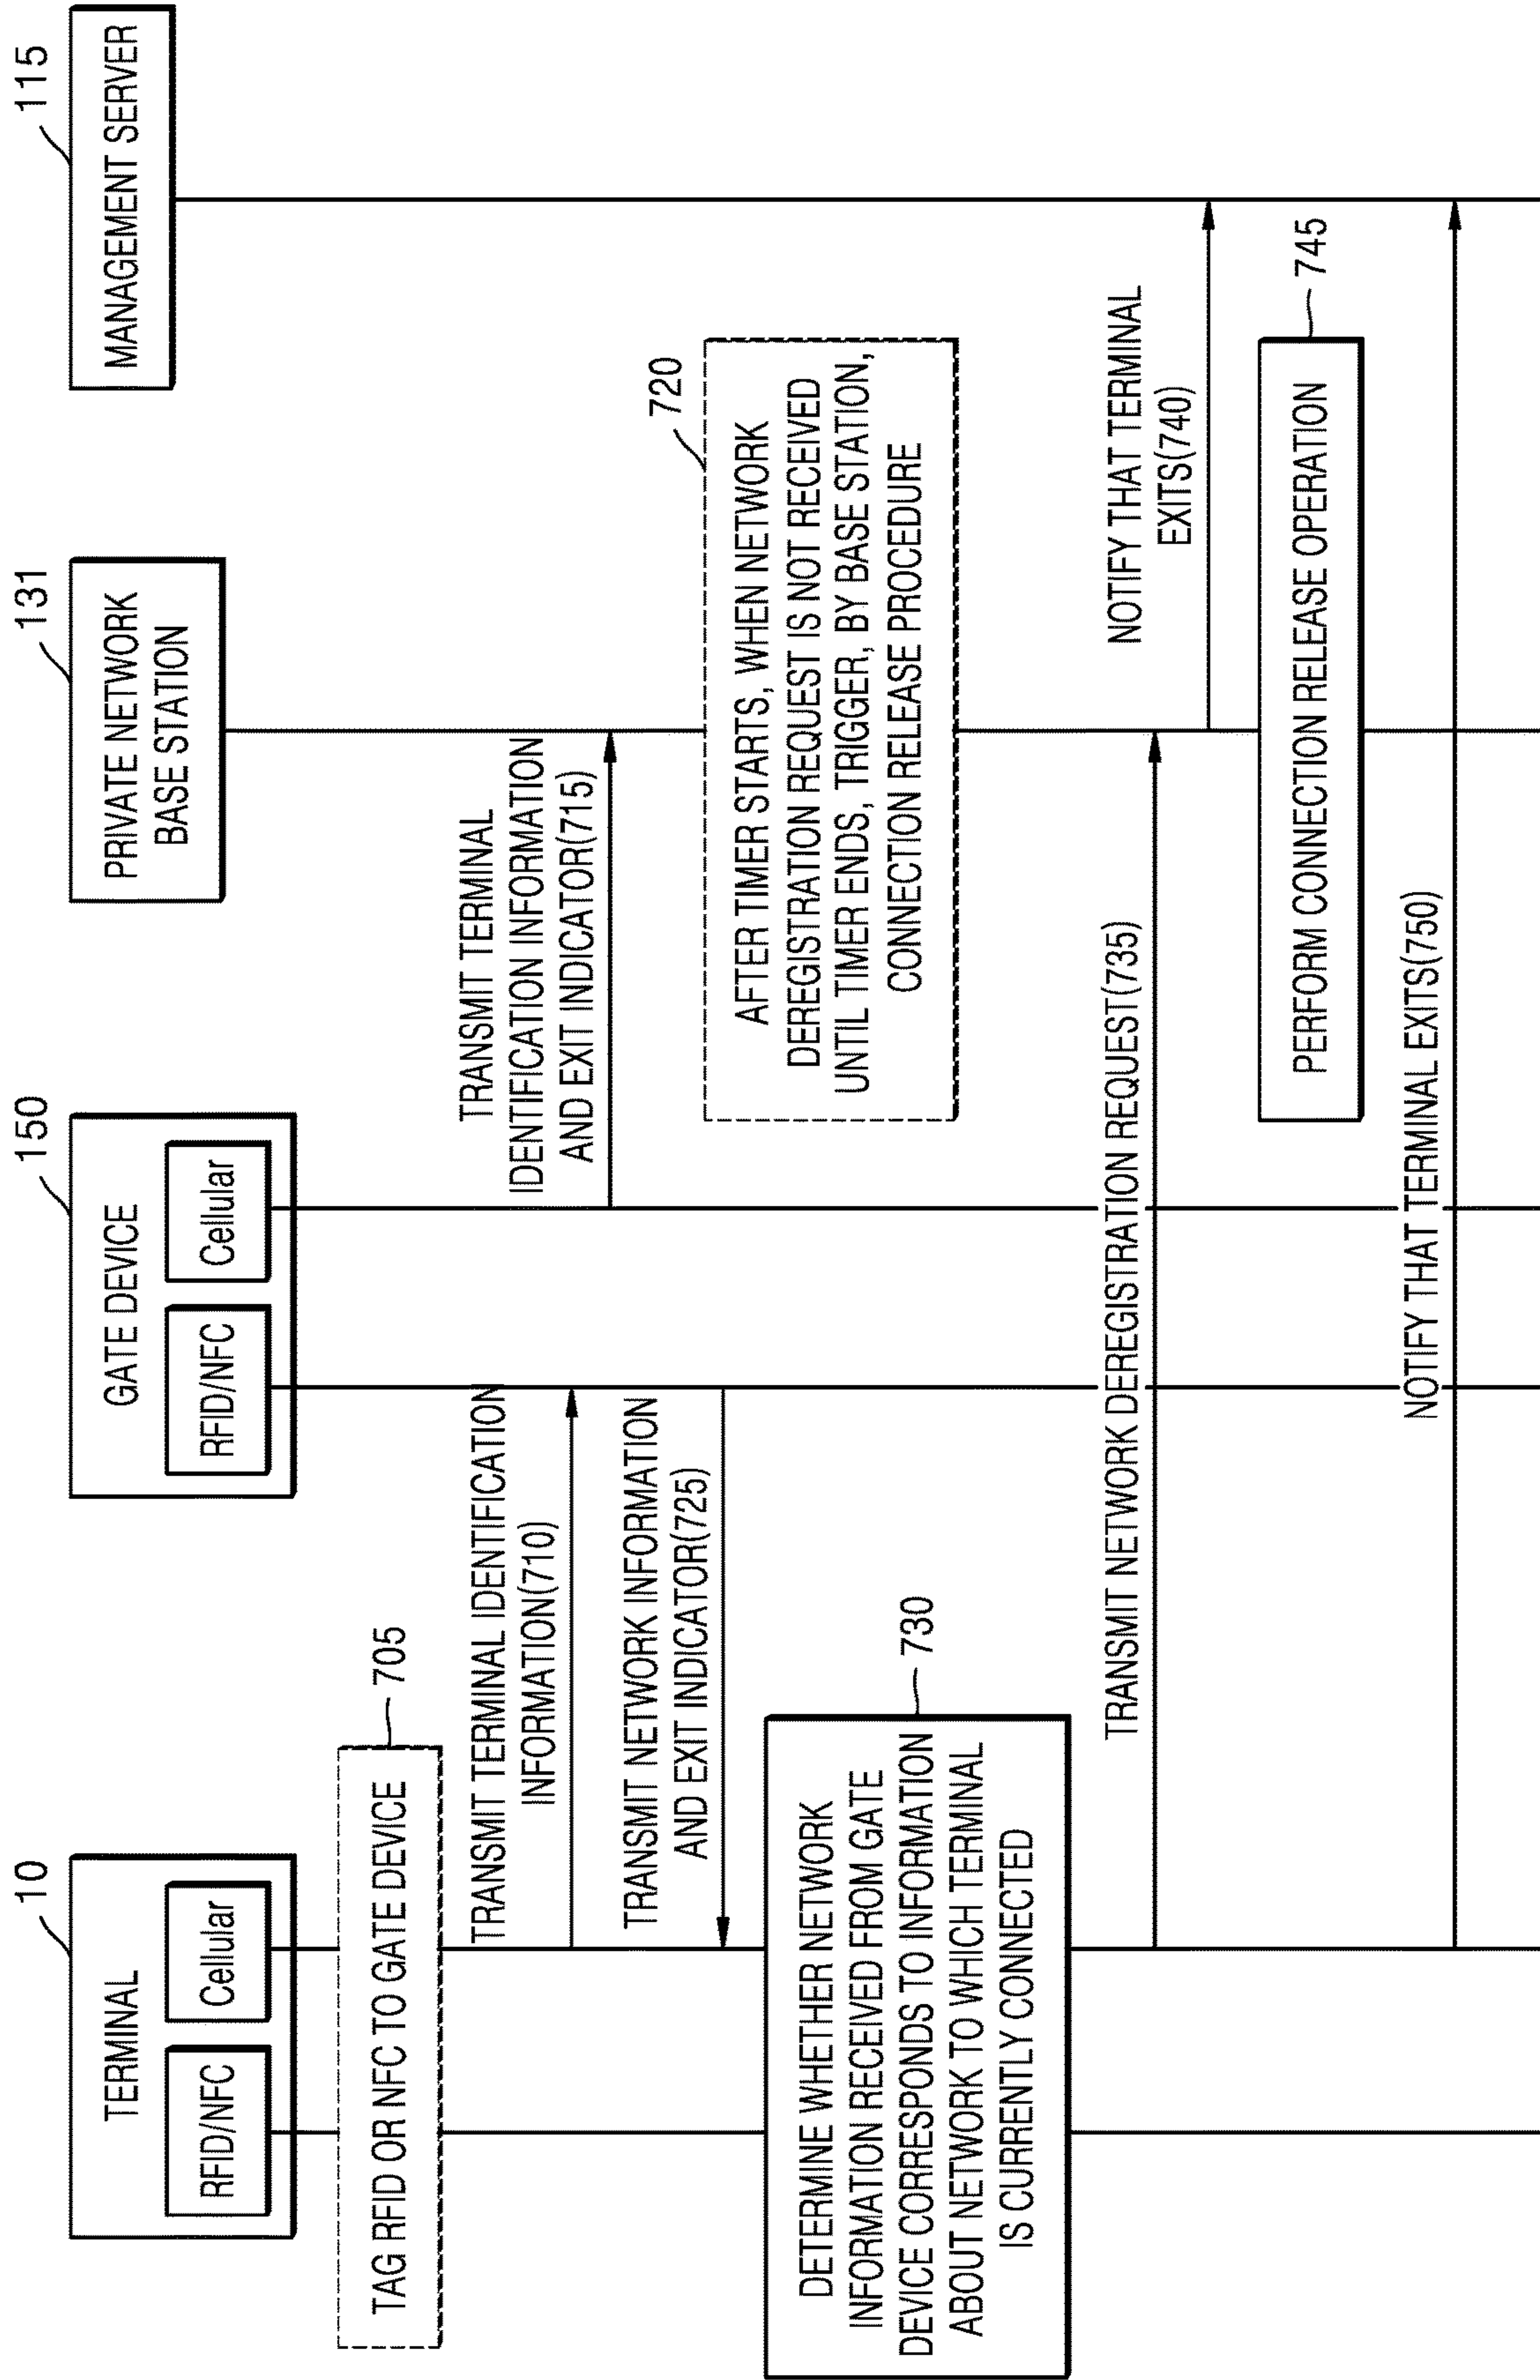 10
TERMINAL
RFID/NFC
Cellular
150
GATE DEVICE
RFID/NFC
Cellular
131
PRIVATE NETWORK
BASE STATION
115
MANAGEMENT SERVER
TAG RFID OR NFC TO GATE DEVICE
705
TRANSMIT TERMINAL IDENTIFICATION
INFORMATION(710)
TRANSMIT TERMINAL
IDENTIFICATION INFORMATION
AND EXIT INDICATOR(715)
720
AFTER TIMER STARTS, WHEN NETWORK
DEREGISTRATION REQUEST IS NOT RECEIVED
UNTIL TIMER ENDS, TRIGGER, BY BASE STATION,
CONNECTION RELEASE PROCEDURE
TRANSMIT NETWORK INFORMATION
AND EXIT INDICATOR(725)
730
DETERMINE WHETHER NETWORK
INFORMATION RECEIVED FROM GATE
DEVICE CORRESPONDS TO INFORMATION
ABOUT NETWORK TO WHICH TERMINAL
IS CURRENTLY CONNECTED
TRANSMIT NETWORK DEREGISTRATION REQUEST(735)
NOTIFY THAT TERMINAL
EXITS(740)
PERFORM CONNECTION RELEASE OPERATION
745
NOTIFY THAT TERMINAL EXITS(750)